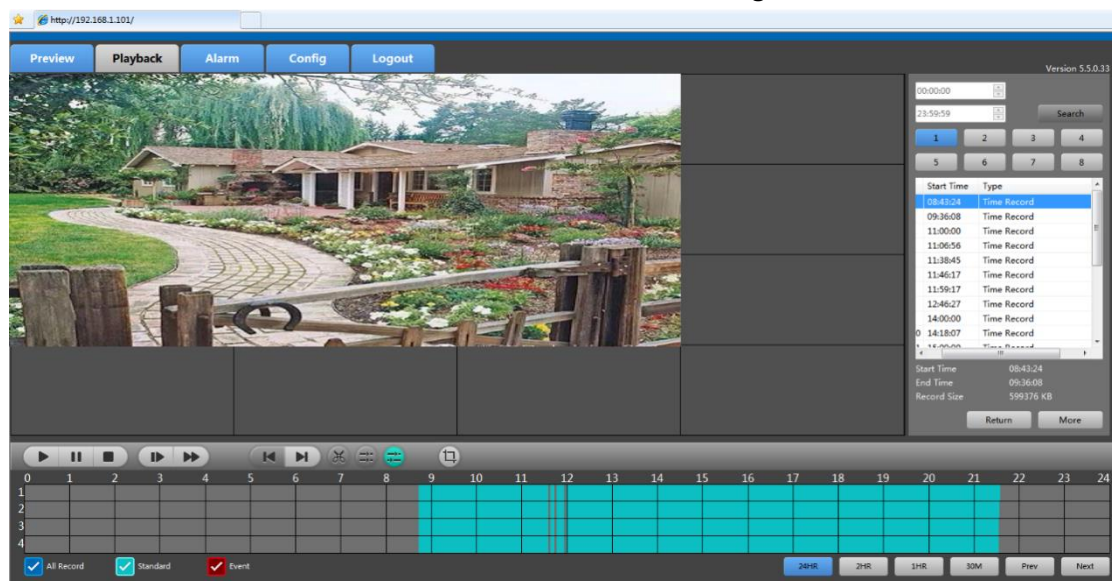 http://192.168.1.101/
Preview Playback Alarm Config Logout
Version 5.5.0.33
00:00:00
23:59:59 Search
1 2 3 4
5 6 7 8
Start Time Type
08:43:24 Time Record
09:36:08 Time Record
11:00:00 Time Record
11:06:56 Time Record
11:38:45 Time Record
11:46:17 Time Record
11:59:17 Time Record
12:46:27 Time Record
14:00:00 Time Record
0 14:18:07 Time Record
1 15:00:00 Time Record
Start Time 08:43:24
End Time 09:36:08
Record Size 599376 KB
Return More
0 1 2 3 4 5 6 7 8 9 10 11 12 13 14 15 16 17 18 19 20 21 22 23 24
1
2
3
4
All Record Standard Event 24HR 2HR 1HR 30M Prev Next